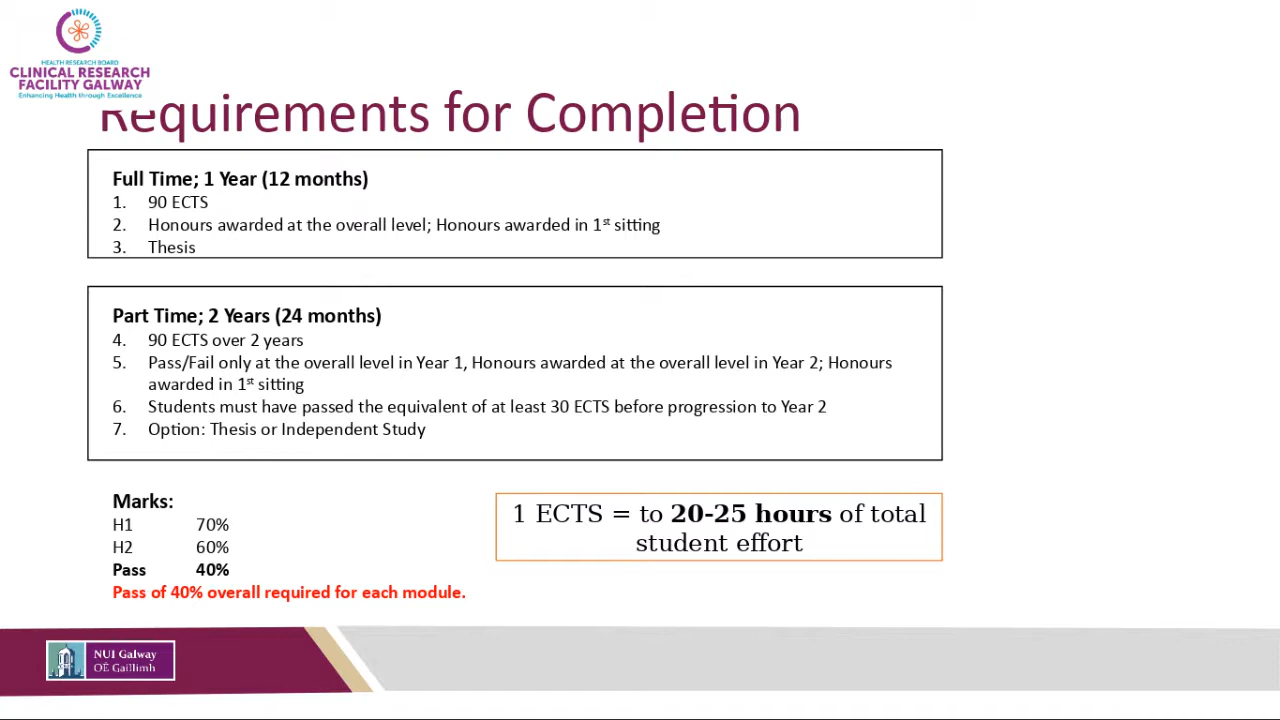 HEALTH RESEARCH BOARD
CLINICAL RESEARCH
FACILITY GALWAY
Enhancing Health through Excellence
Requirements for Completion
Full Time; 1 Year (12 months)
1. 90 ECTS
2. Honours awarded at the overall level; Honours awarded in 1st sitting
3. Thesis
Part Time; 2 Years (24 months)
4. 90 ECTS over 2 years
5. Pass/Fail only at the overall level in Year 1, Honours awarded at the overall level in Year 2; Honours
awarded in 1st sitting
6. Students must have passed the equivalent of at least 30 ECTS before progression to Year 2
7. Option: Thesis or Independent Study
Marks:
H1 70%
H2 60%
Pass 40%
Pass of 40% overall required for each module.
1 ECTS = to 20-25 hours of total
student effort
NUI Galway
OÉ Gaillimh